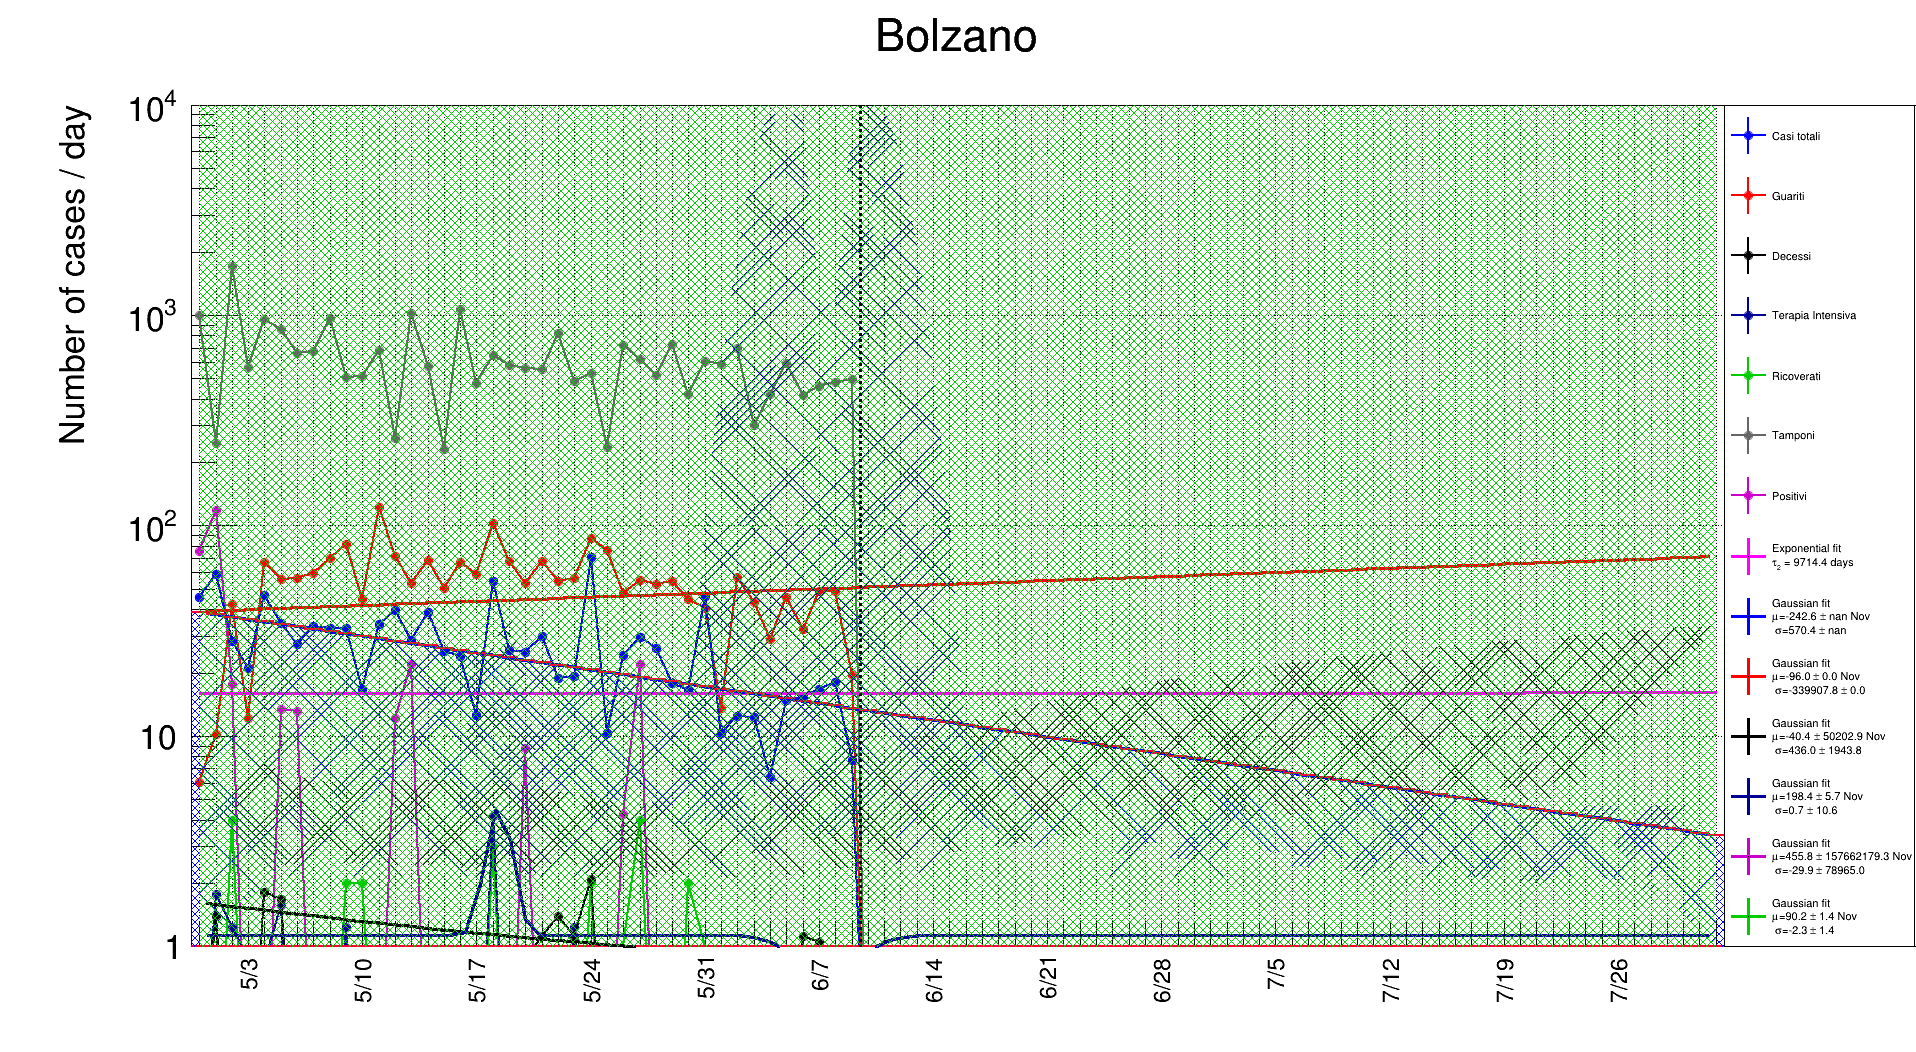 Bolzano
Number of cases / day
10^4
10^3
10^2
10
1
5/3
5/10
5/17
5/24
5/31
6/7
6/14
6/21
6/28
7/5
7/12
7/19
7/26
Casi totali
Guariti
Decessi
Terapia Intensiva
Ricoverati
Tamponi
Positivi
Exponential fit
τ_2 = 9714.4 days
Gaussian fit
μ=-242.6 ± nan Nov
σ=570.4 ± nan
Gaussian fit
μ=-96.0 ± 0.0 Nov
σ=-339907.8 ± 0.0
Gaussian fit
μ=-40.4 ± 50202.9 Nov
σ=436.0 ± 1943.8
Gaussian fit
μ=198.4 ± 5.7 Nov
σ=0.7 ± 10.6
Gaussian fit
μ=455.8 ± 157662179.3 Nov
σ=-29.9 ± 78965.0
Gaussian fit
μ=90.2 ± 1.4 Nov
σ=-2.3 ± 1.4